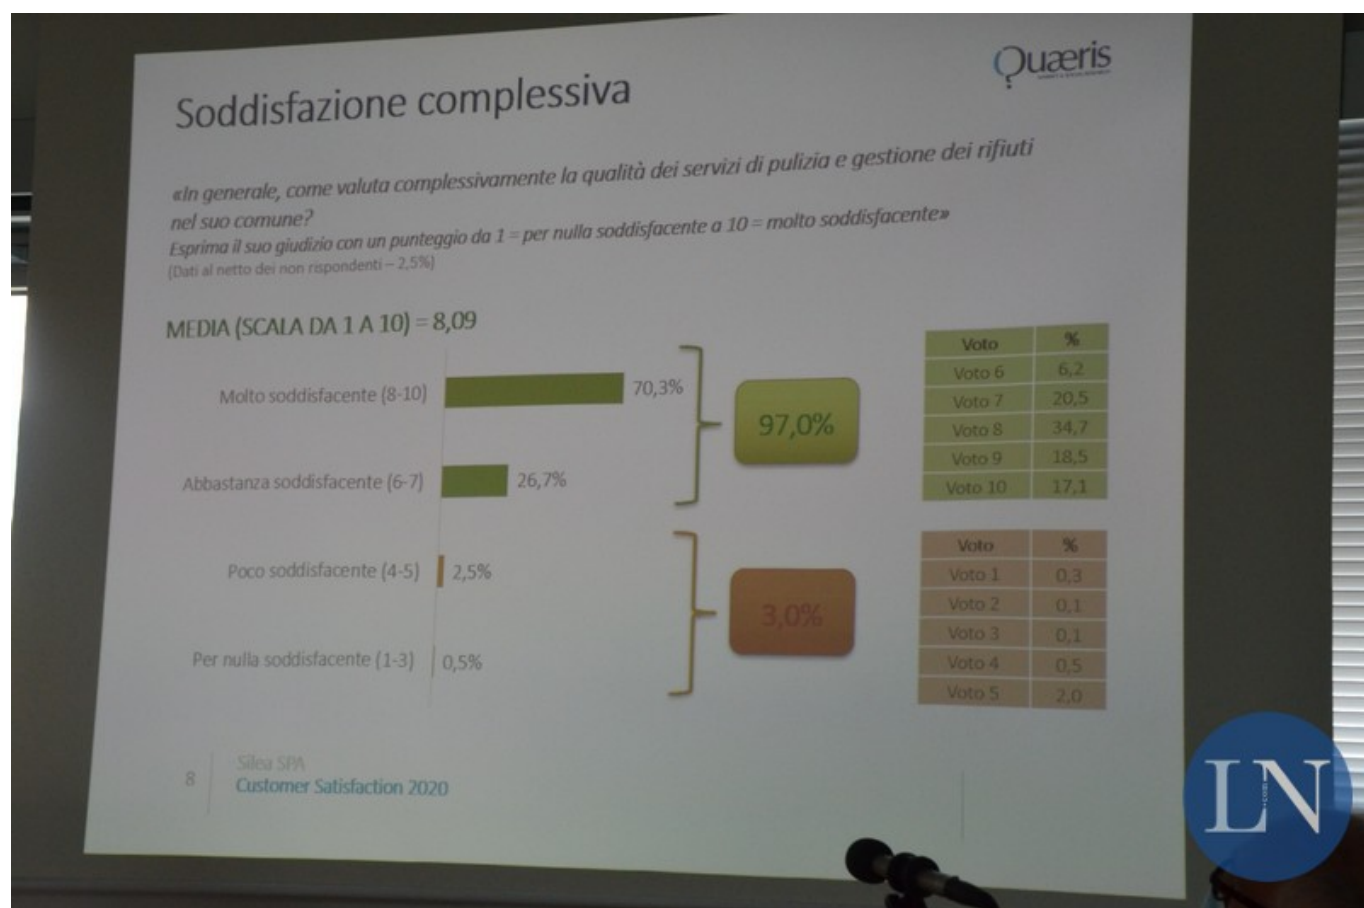 Quæris
Soddisfazione complessiva
«In generale, come valuta complessivamente la qualità dei servizi di pulizia e gestione dei rifiuti
nel suo comune?
Esprima il suo giudizio con un punteggio da 1 = per nulla soddisfacente a 10 = molto soddisfacente»
(Dati al netto dei non rispondenti – 2,5%)
MEDIA (SCALA DA 1 A 10) = 8,09
Molto soddisfacente (8-10) 70,3%
Abbastanza soddisfacente (6-7) 26,7%
97,0%
Poco soddisfacente (4-5) 2,5%
Per nulla soddisfacente (1-3) 0,5%
3,0%
Voto %
Voto 6 6,2
Voto 7 20,5
Voto 8 34,7
Voto 9 18,5
Voto 10 17,1
Voto %
Voto 1 0,3
Voto 2 0,1
Voto 3 0,1
Voto 4 0,5
Voto 5 2,0
8
Silea SPA
Customer Satisfaction 2020
LN
.com